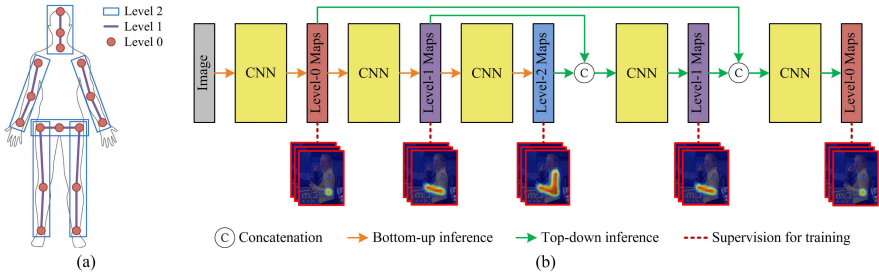 Level 2
Level 1
Level 0
(a)
Image
CNN
Level-0 Maps
CNN
Level-1 Maps
CNN
Level-2 Maps
C
CNN
Level-1 Maps
C
CNN
Level-0 Maps
C Concatenation
Bottom-up inference
Top-down inference
Supervision for training
(b)